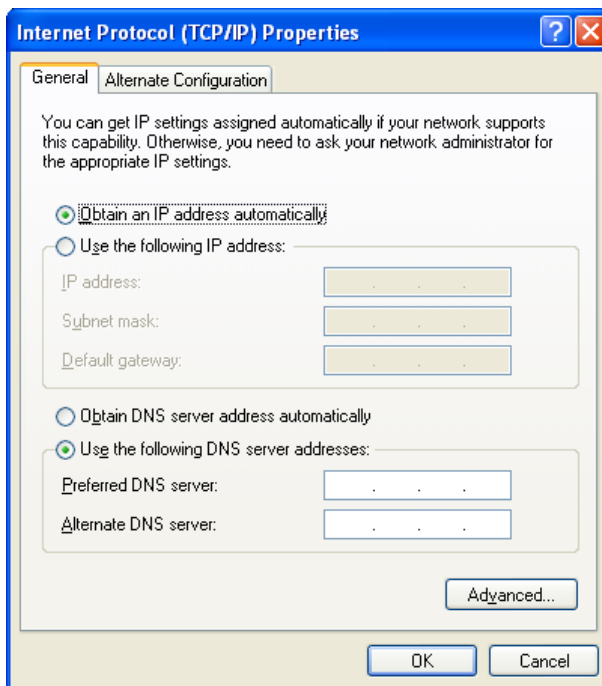 Internet Protocol (TCP/IP) Properties
General
Alternate Configuration
You can get IP settings assigned automatically if your network supports
this capability. Otherwise, you need to ask your network administrator for
the appropriate IP settings.
Obtain an IP address automatically
Use the following IP address:
IP address:
Subnet mask:
Default gateway:
Obtain DNS server address automatically
Use the following DNS server addresses:
Preferred DNS server:
Alternate DNS server:
Advanced...
OK
Cancel